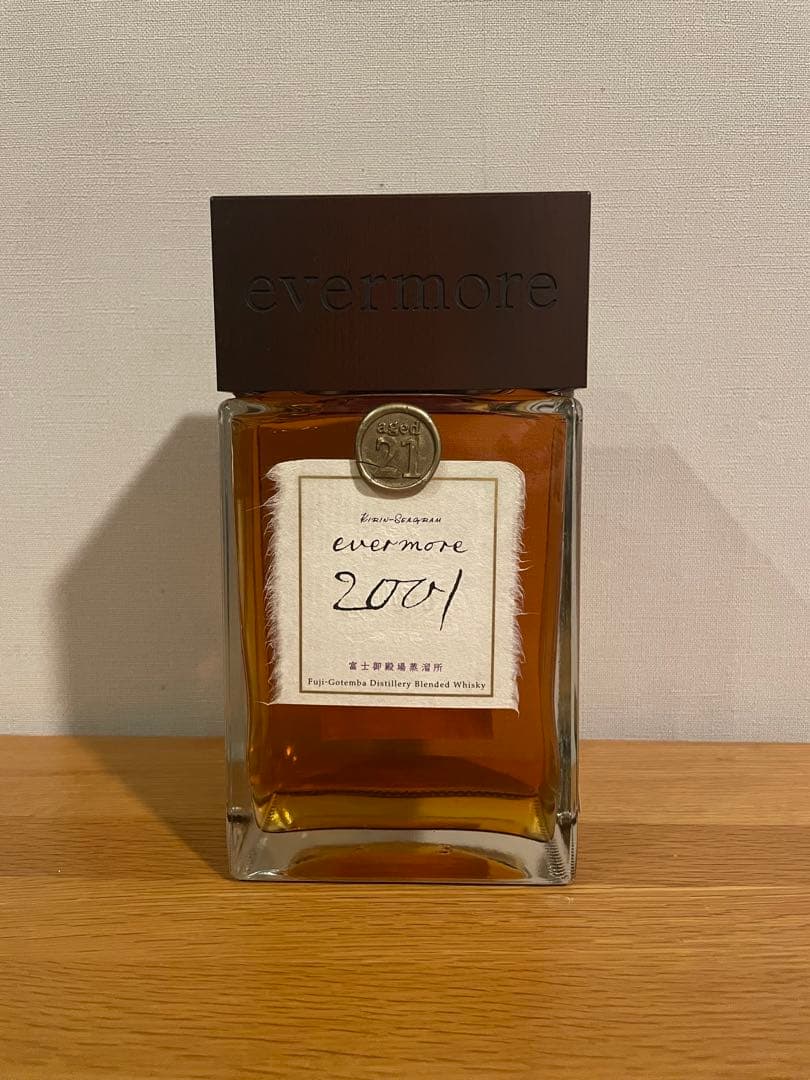 evermore
aged
21
KIRIN-SEAGRAM
evermore
2001
富士御殿場蒸溜所
Fuji-Gotemba Distillery Blended Whisky